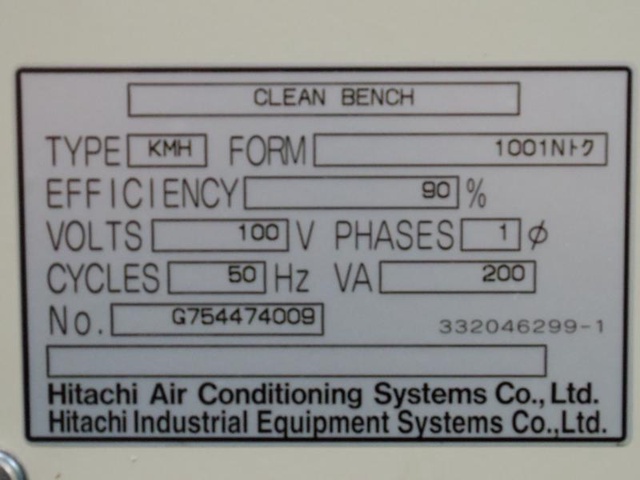 CLEAN BENCH
TYPE KMH FORM 1001Nトク
EFFICIENCY 90 %
VOLTS 100 V PHASES 1 φ
CYCLES 50 Hz VA 200
No. G754474009 332046299-1
Hitachi Air Conditioning Systems Co., Ltd.
Hitachi Industrial Equipment Systems Co.,Ltd.